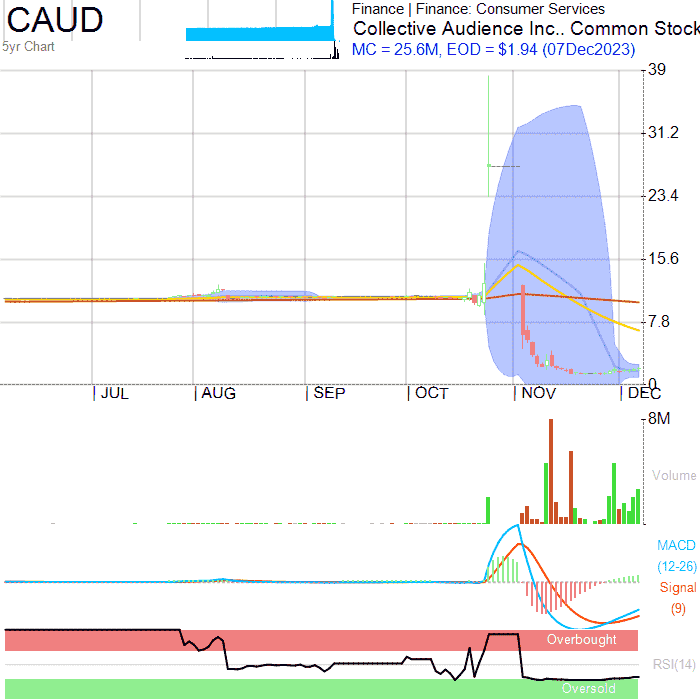 CAUD
5yr Chart
Finance | Finance: Consumer Services
Collective Audience Inc.. Common Stock
MC = 25.6M, EOD = $1.94 (07Dec2023)
39
31.2
23.4
15.6
7.8
0
JUL AUG SEP OCT NOV DEC
8M
Volume
MACD
(12-26)
Signal
(9)
Overbought
RSI(14)
Oversold